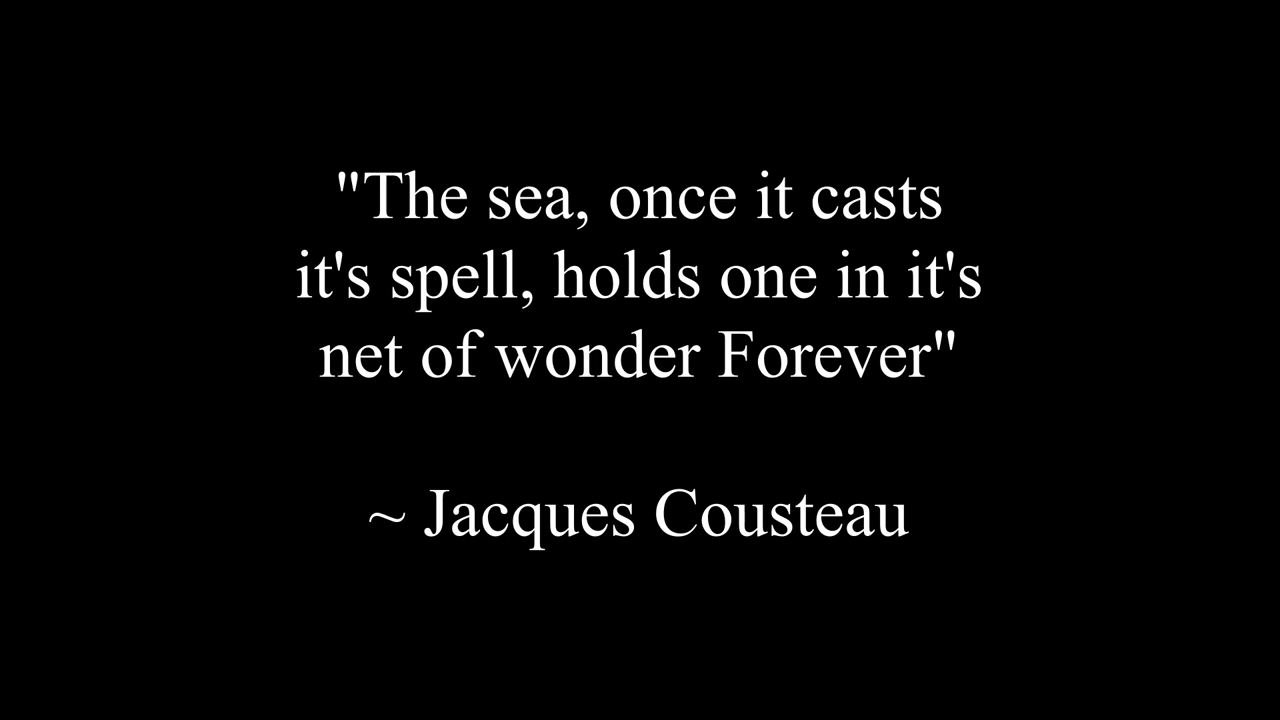 "The sea, once it casts
it's spell, holds one in it's
net of wonder Forever"
~ Jacques Cousteau